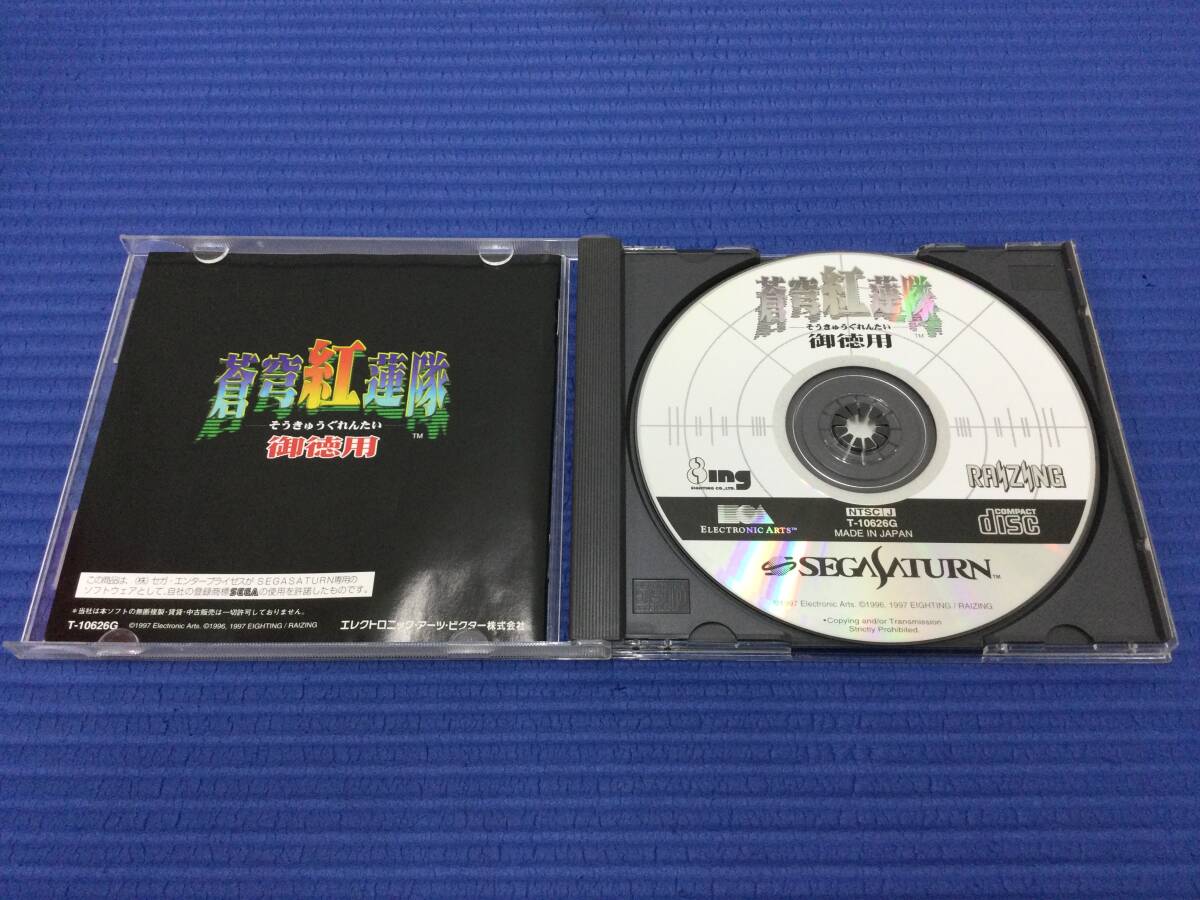 蒼穹紅蓮隊
そうきゅうぐれんたい
TM
御徳用
この商品は、(株)セガ・エンタープライゼスがSEGASATURN専用の
ソフトウェアとして、自社の登録商標SEGAの使用を許諾したものです。
*当社は本ソフトの無断複製・賃貸・中古販売は一切許可しておりません。
T-10626G ©1997 Electronic Arts. ©1996, 1997 EIGHTING / RAIZING エレクトロニック・アーツ・ビクター株式会社
蒼穹紅蓮隊
そうきゅうぐれんたい
TM
御徳用
8ing
EIGHTING CO., LTD.
RAIZING
ELECTRONIC ARTS™
NTSC J
T-10626G
MADE IN JAPAN
COMPACT
disc
SEGASATURN™
©1997 Electronic Arts. ©1996, 1997 EIGHTING / RAIZING
•Copying and/or Transmission
Strictly Prohibited.